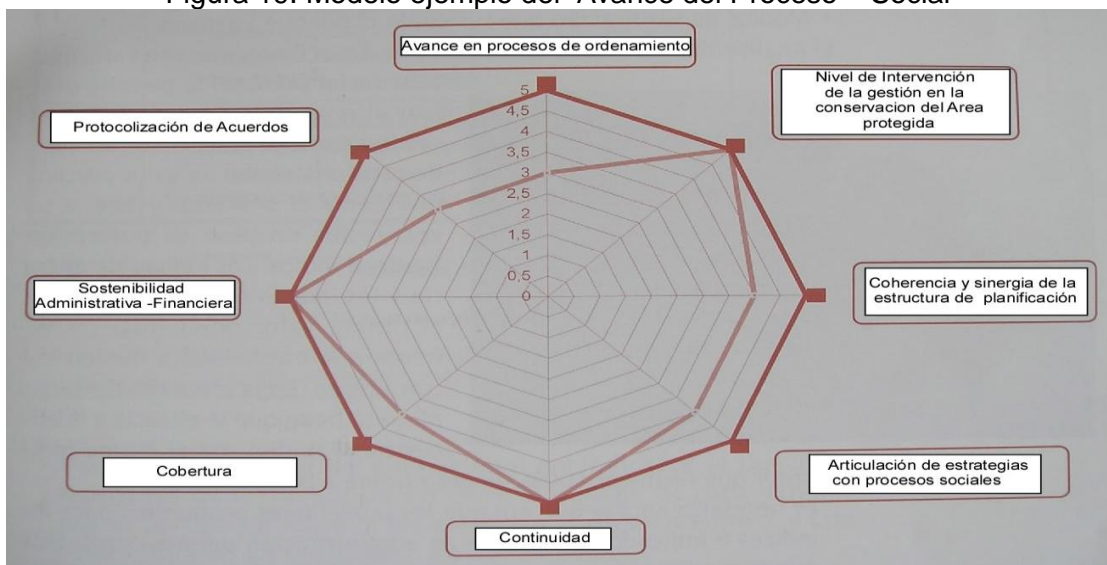 Figura 10. Modelo ejemplo del "Avance del Proceso – Social"
Avance en procesos de ordenamiento
Nivel de Intervención
de la gestión en la
conservacion del Area
protegida
Protocolización de Acuerdos
5
4,5
4
3,5
3
2,5
2
1,5
1
0,5
0
Sostenibilidad
Administrativa -Financiera
Coherencia y sinergia de la
estructura de planificación
Cobertura
Articulación de estrategias
con procesos sociales
Continuidad